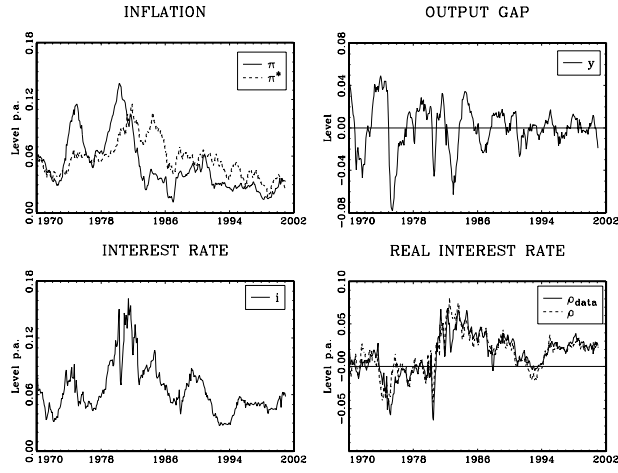 INFLATION
OUTPUT GAP
Level p.a.
0.00 0.06 0.12 0.18
π
π*
1970 1978 1986 1994 2002
Level p.a.
-0.08 -0.04 0.00 0.04 0.08
y
1970 1978 1986 1994 2002
INTEREST RATE
REAL INTEREST RATE
Level p.a.
0.00 0.06 0.12 0.18
i
1970 1978 1986 1994 2002
Level p.a.
-0.05 -0.00 0.05 0.10
ρdata
ρ
1970 1978 1986 1994 2002